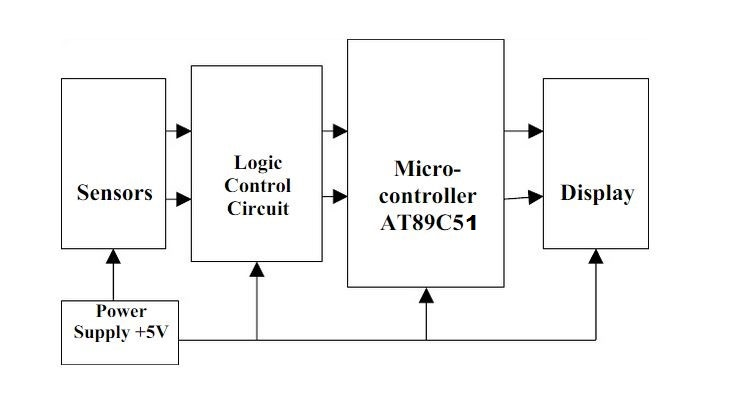 Sensors
Logic
Control
Circuit
Micro-
controller
AT89C51
Display
Power
Supply +5V